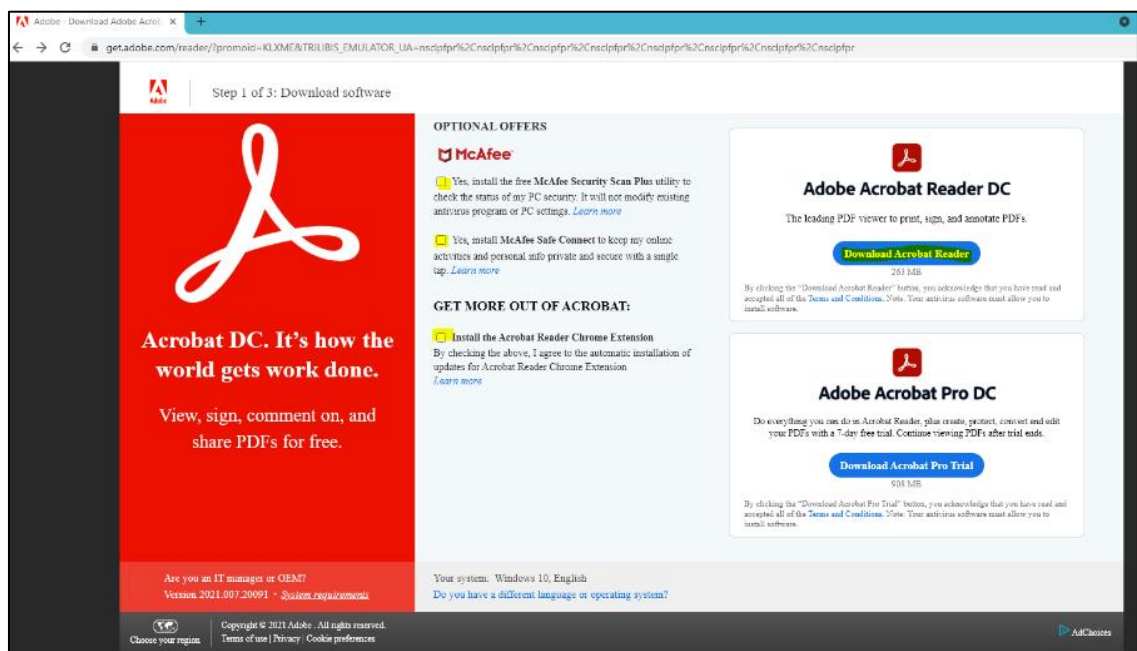 Adobe - Download Adobe Acrob
get.adobe.com/reader/?promoid=KLXME&TRILIBIS_EMULATOR_UA=nsclpfpr%2Cnsclpfpr%2Cnsclpfpr%2Cnsclpfpr%2Cnsclpfpr%2Cnsclpfpr%2Cnsclpfpr%2Cnsclpfpr
Adobe
Step 1 of 3: Download software
Acrobat DC. It's how the
world gets work done.
View, sign, comment on, and
share PDFs for free.
OPTIONAL OFFERS
McAfee
Yes, install the free McAfee Security Scan Plus utility to
check the status of my PC security. It will not modify existing
antivirus program or PC settings. Learn more
Yes, install McAfee Safe Connect to keep my online
activities and personal info private and secure with a single
tap. Learn more
GET MORE OUT OF ACROBAT:
Install the Acrobat Reader Chrome Extension
By checking the above, I agree to the automatic installation of
updates for Acrobat Reader Chrome Extension
Learn more
Adobe Acrobat Reader DC
The leading PDF viewer to print, sign, and annotate PDFs.
Download Acrobat Reader
263 MB
By clicking the "Download Acrobat Reader" button, you acknowledge that you have read and
accepted all of the Terms and Conditions. Note: Your antivirus software must allow you to
install software.
Adobe Acrobat Pro DC
Do everything you can do in Acrobat Reader, plus create, protect, convert and edit
your PDFs with a 7-day free trial. Continue viewing PDFs after trial ends.
Download Acrobat Pro Trial
908 MB
By clicking the "Download Acrobat Pro Trial" button, you acknowledge that you have read and
accepted all of the Terms and Conditions. Note: Your antivirus software must allow you to
install software.
Are you an IT manager or OEM?
Version 2021.007.20091 • System requirements
Your system: Windows 10, English
Do you have a different language or operating system?
Choose your region
Copyright © 2021 Adobe . All rights reserved.
Terms of use | Privacy | Cookie preferences
AdChoices